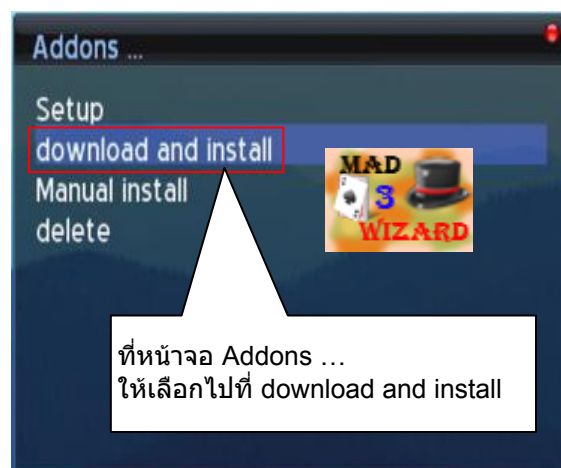 Addons ...
Setup
download and install
Manual install
delete
MAD
3
WIZARD
ที่หน้าจอ Addons …
ให้เลือกไปที่ download and install